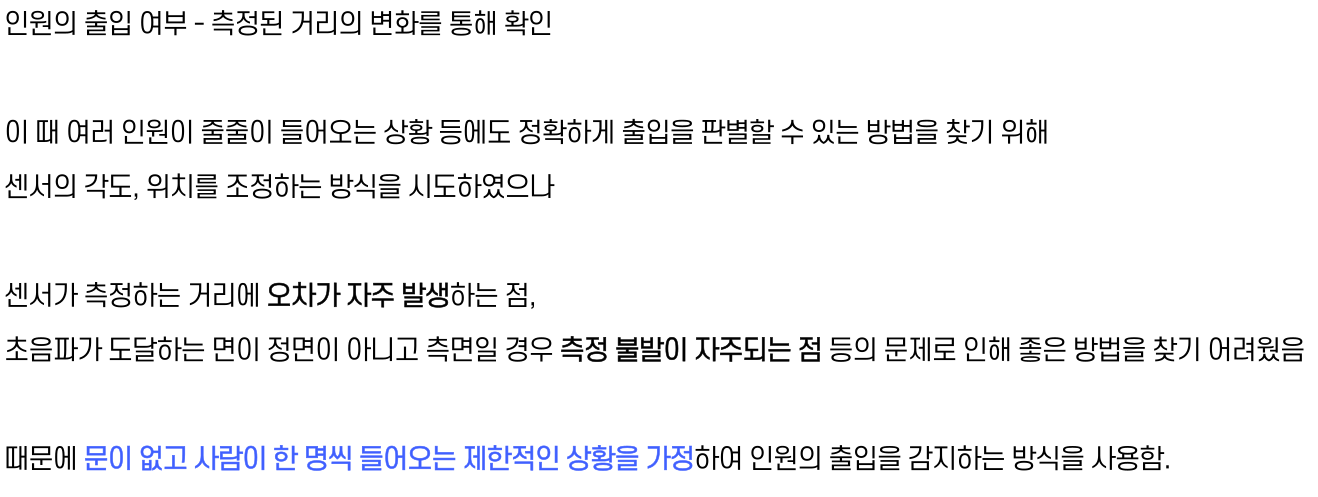 인원의 출입 여부 - 측정된 거리의 변화를 통해 확인
이 때 여러 인원이 줄줄이 들어오는 상황 등에도 정확하게 출입을 판별할 수 있는 방법을 찾기 위해
센서의 각도, 위치를 조정하는 방식을 시도하였으나
센서가 측정하는 거리에 오차가 자주 발생하는 점,
초음파가 도달하는 면이 정면이 아니고 측면일 경우 측정 불발이 자주되는 점 등의 문제로 인해 좋은 방법을 찾기 어려웠음
때문에 문이 없고 사람이 한 명씩 들어오는 제한적인 상황을 가정하여 인원의 출입을 감지하는 방식을 사용함.